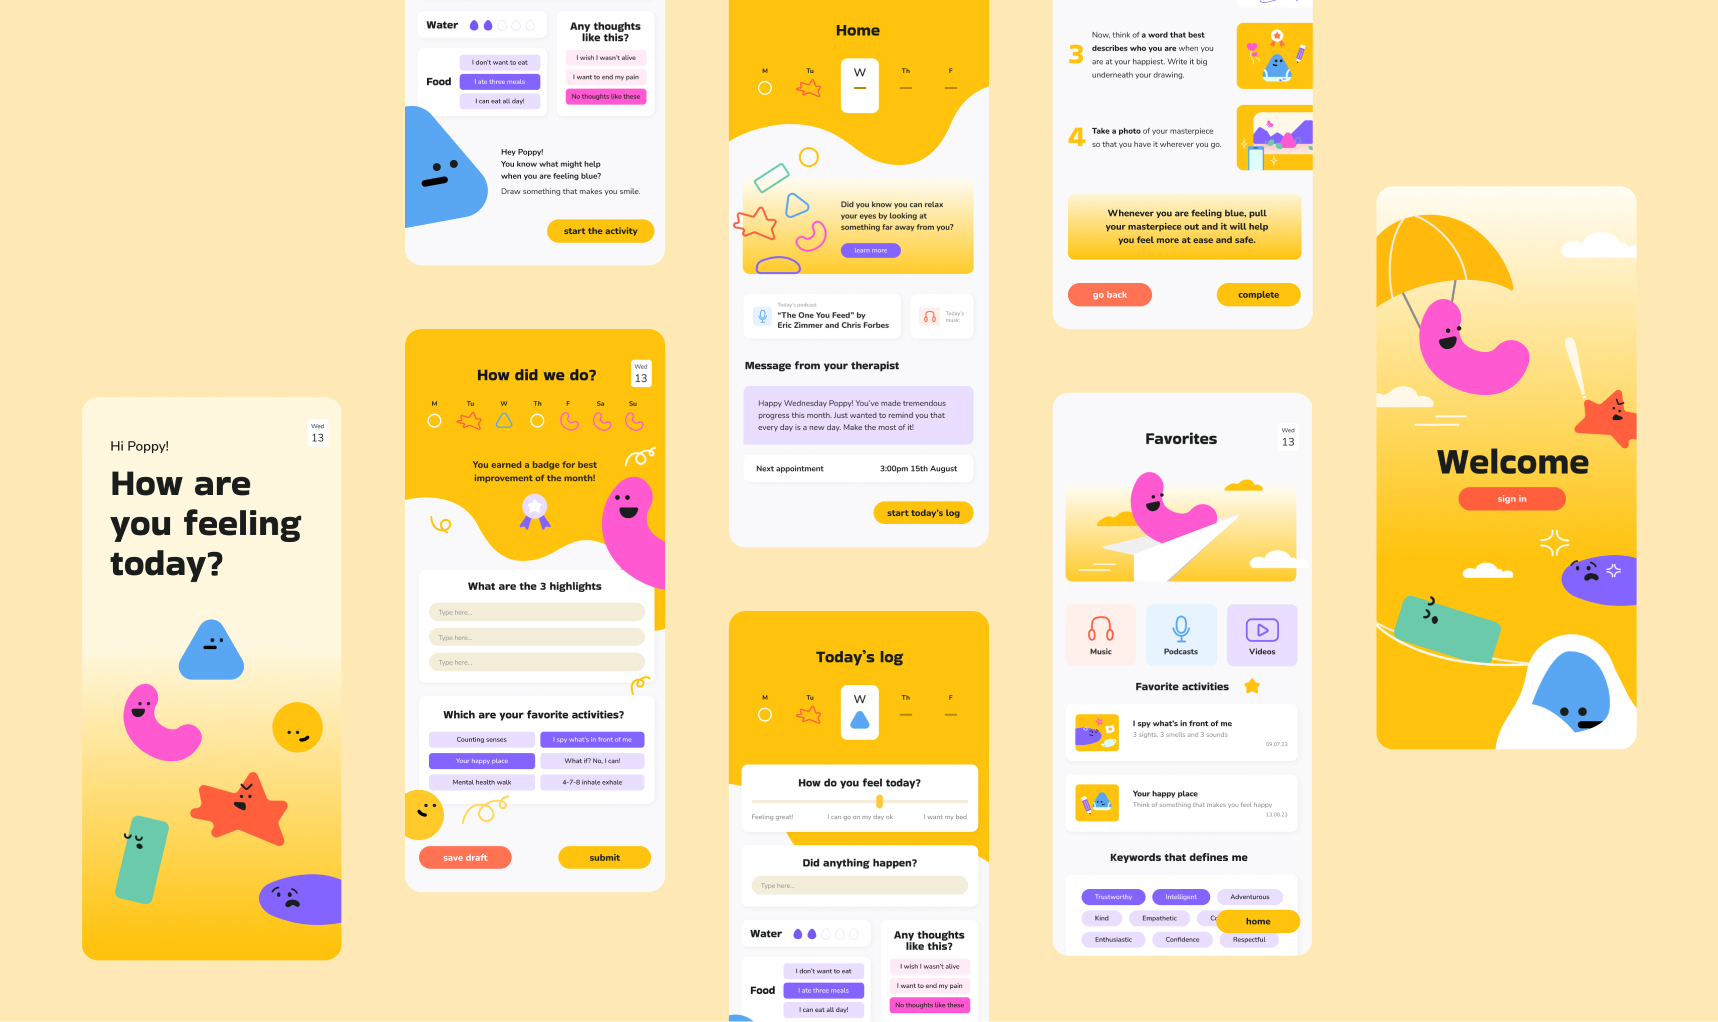 Hi Poppy!
Wed
13
How are
you feeling
today?
Water
Food
I don't want to eat
I ate three meals
I can eat all day!
Any thoughts
like this?
I wish I wasn't alive
I want to end my pain
No thoughts like these
Hey Poppy!
You know what might help
when you are feeling blue?
Draw something that makes you smile.
start the activity
How did we do?
Wed
13
M Tu W Th F Sa Su
You earned a badge for best
improvement of the month!
What are the 3 highlights
Type here...
Type here...
Type here...
Which are your favorite activities?
Counting senses
I spy what's in front of me
Your happy place
What if? No, I can!
Mental health walk
4-7-8 inhale exhale
save draft
submit
Home
M Tu W Th F
Did you know you can relax
your eyes by looking at
something far away from you?
learn more
Today's podcast
“The One You Feed” by
Eric Zimmer and Chris Forbes
Today's
music
Message from your therapist
Happy Wednesday Poppy! You’ve made tremendous
progress this month. Just wanted to remind you that
every day is a new day. Make the most of it!
Next appointment
3:00pm 15th August
start today's log
Today's log
M Tu W Th F
How do you feel today?
Feeling great!
I can go on my day ok
I want my bed
Did anything happen?
Type here...
Water
Food
I don't want to eat
I ate three meals
I can eat all day!
Any thoughts
like this?
I wish I wasn't alive
I want to end my pain
No thoughts like these
3
Now, think of a word that best
describes who you are when you
are at your happiest. Write it big
underneath your drawing.
4
Take a photo of your masterpiece
so that you have it wherever you go.
Whenever you are feeling blue, pull
your masterpiece out and it will help
you feel more at ease and safe.
go back
complete
Favorites
Wed
13
Music
Podcasts
Videos
Favorite activities
I spy what's in front of me
3 sights, 3 smells and 3 sounds
09.07.23
Your happy place
Think of something that makes you feel happy
13.08.23
Keywords that defines me
Trustworthy
Intelligent
Adventurous
Kind
Empathetic
home
Enthusiastic
Confidence
Respectful
Welcome
sign in